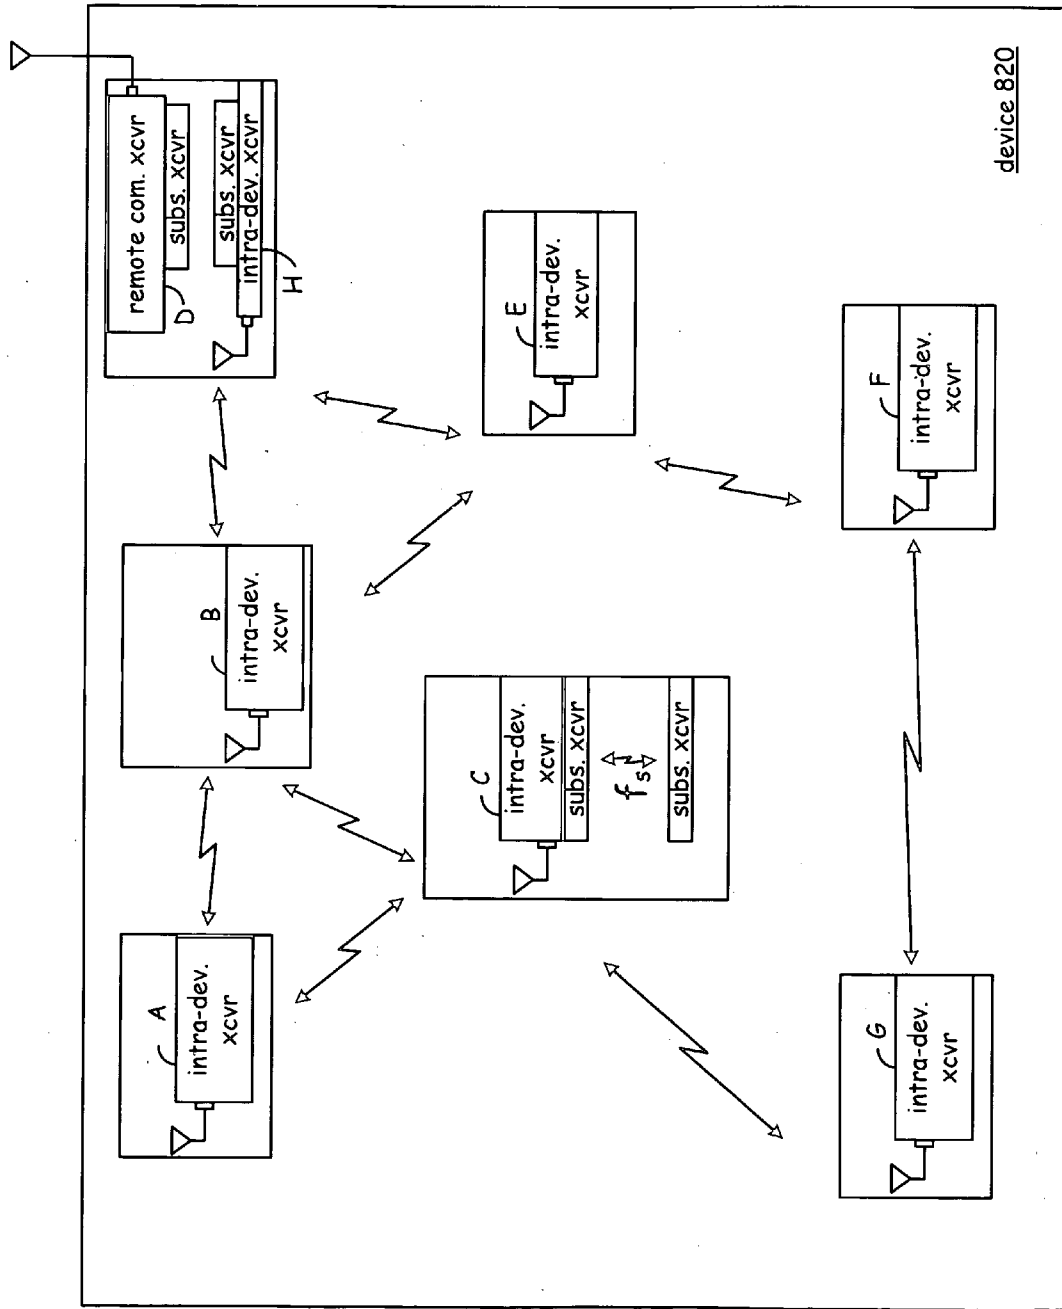 A
intra-dev.
xcvr
B
intra-dev.
xcvr
remote com. xcvr
D
subs. xcvr
subs. xcvr
intra-dev. xcvr
H
C
intra-dev.
xcvr
subs. xcvr
fs
subs. xcvr
E
intra-dev.
xcvr
G
intra-dev.
xcvr
F
intra-dev.
xcvr
device 820